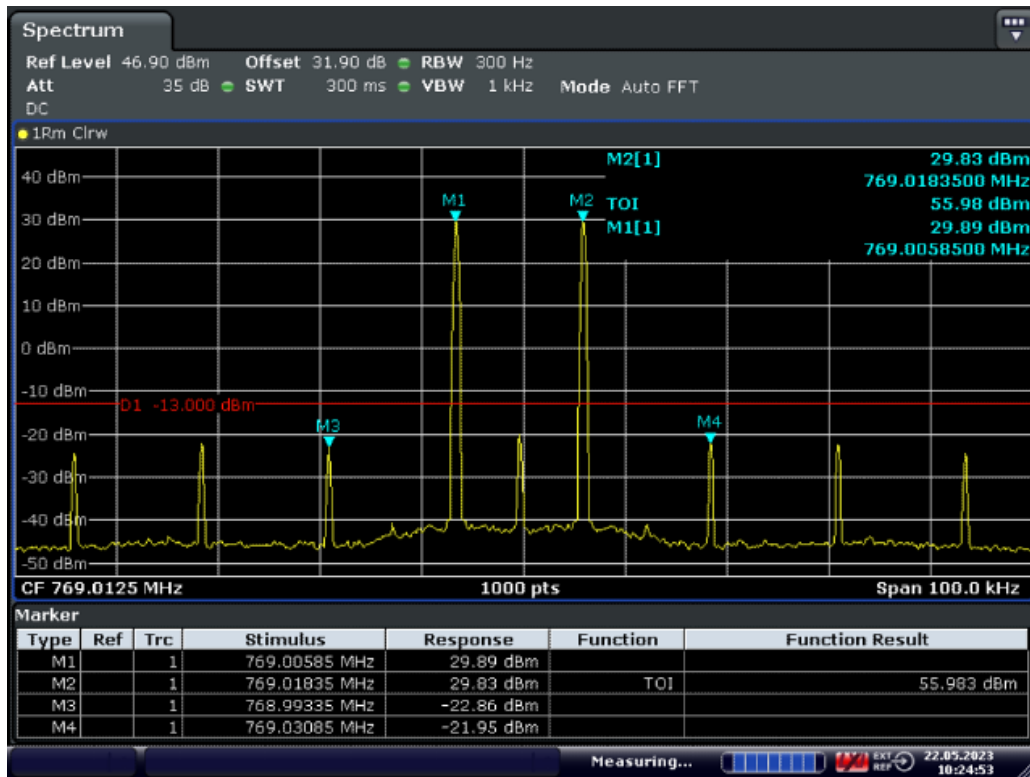 Spectrum
Ref Level 46.90 dBm Offset 31.90 dB RBW 300 Hz
Att 35 dB SWT 300 ms VBW 1 kHz Mode Auto FFT
DC
1Rm Clrw
M2[1] 29.83 dBm
769.0183500 MHz
TOI 55.98 dBm
M1[1] 29.89 dBm
769.0058500 MHz
40 dBm
M1 M2
30 dBm
20 dBm
10 dBm
0 dBm
-10 dBm
D1 -13.000 dBm
M3 M4
-20 dBm
-30 dBm
-40 dBm
-50 dBm
CF 769.0125 MHz 1000 pts Span 100.0 kHz
Marker
Type Ref Trc Stimulus Response Function Function Result
M1 1 769.00585 MHz 29.89 dBm
M2 1 769.01835 MHz 29.83 dBm TOI 55.983 dBm
M3 1 768.99335 MHz -22.86 dBm
M4 1 769.03085 MHz -21.95 dBm
Measuring... EXT REF 22.05.2023
10:24:53